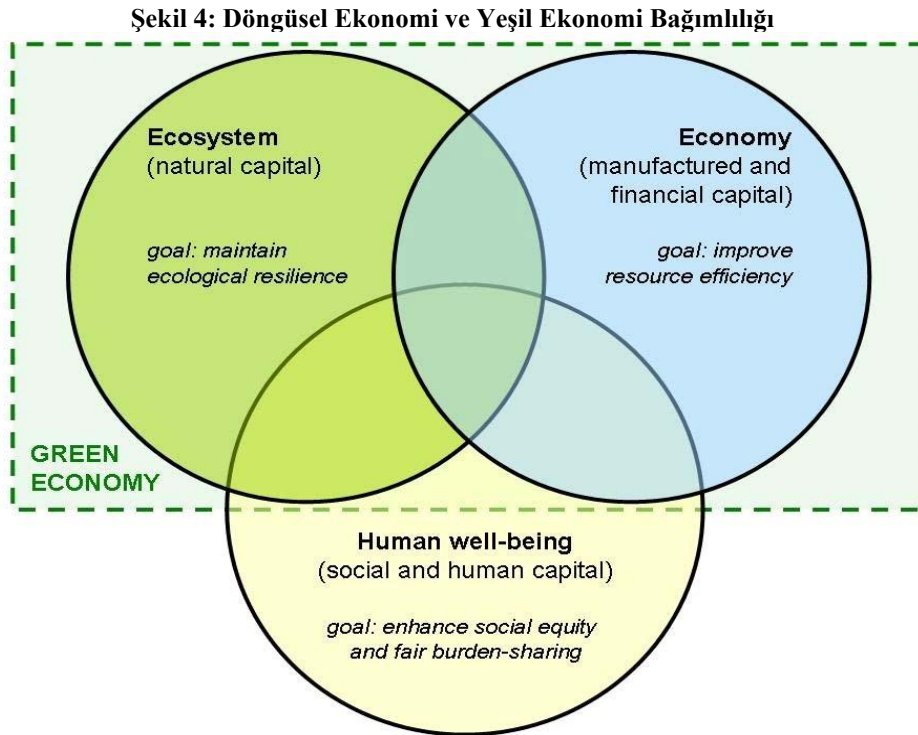 Şekil 4: Döngüsel Ekonomi ve Yeşil Ekonomi Bağımlılığı
Ecosystem
(natural capital)
goal: maintain
ecological resilience
Economy
(manufactured and
financial capital)
goal: improve
resource efficiency
GREEN
ECONOMY
Human well-being
(social and human capital)
goal: enhance social equity
and fair burden-sharing